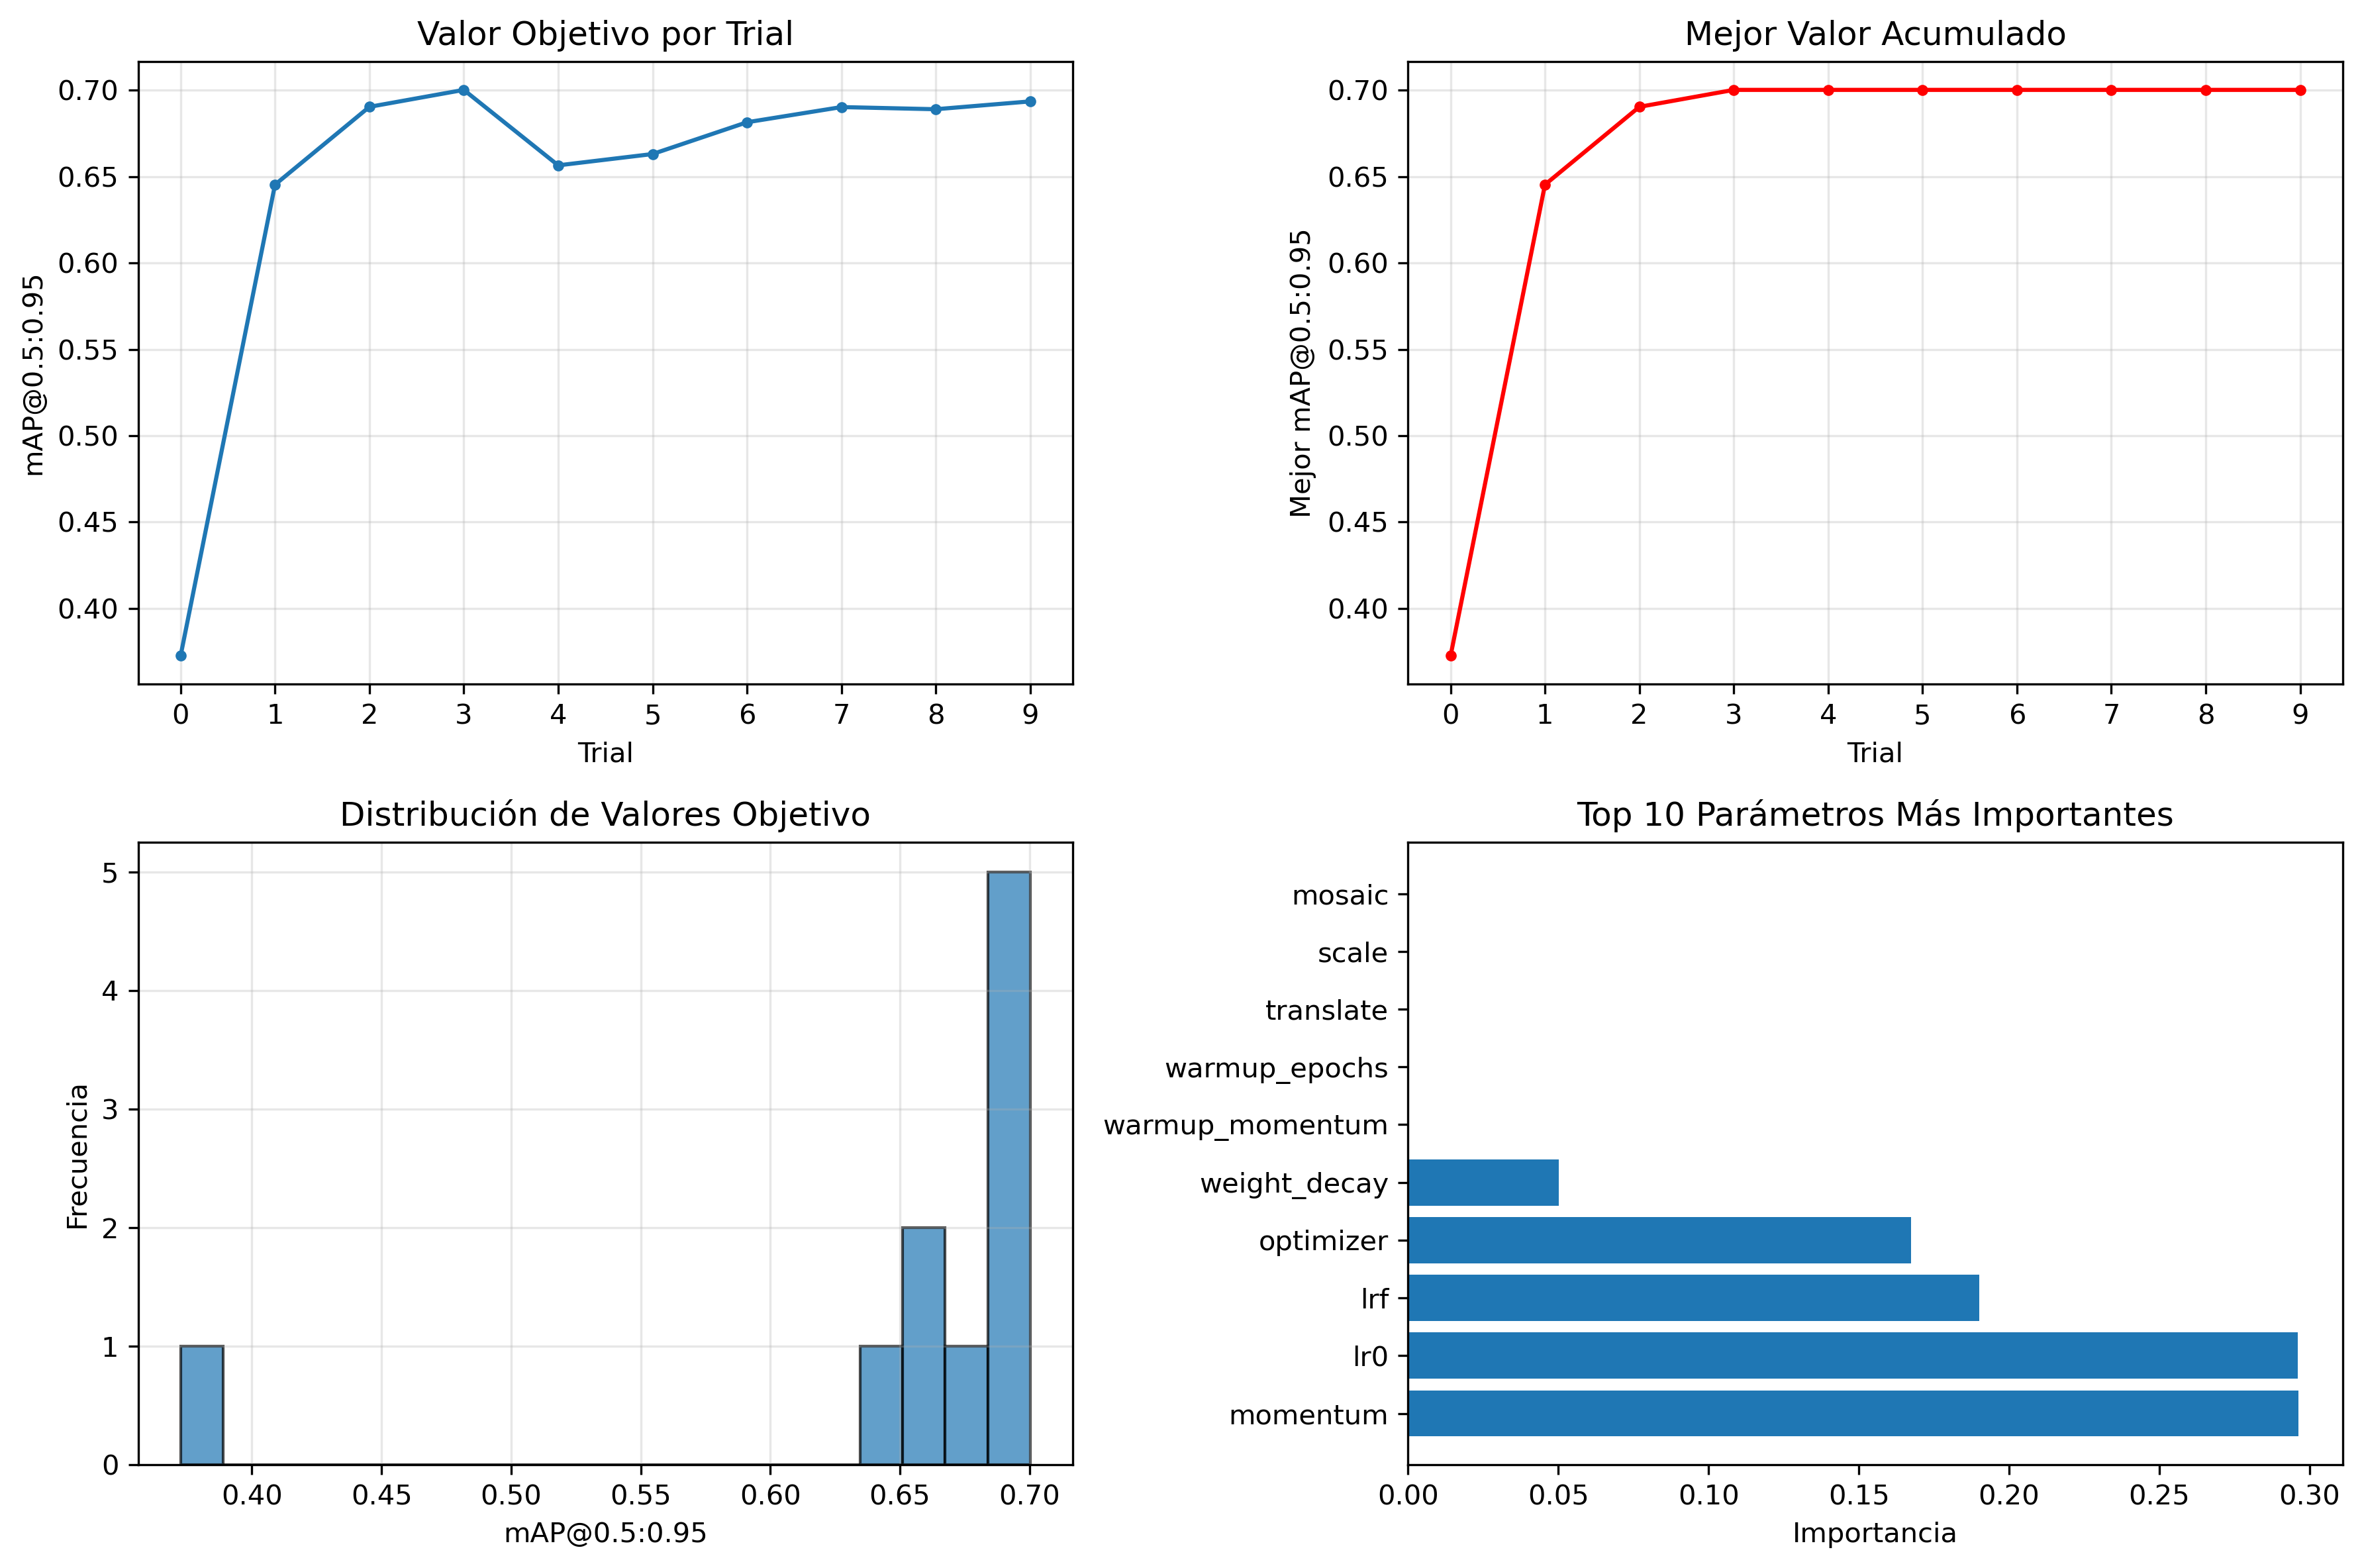 Valor Objetivo por Trial
mAP@0.5:0.95
0.70
0.65
0.60
0.55
0.50
0.45
0.40
0 1 2 3 4 5 6 7 8 9
Trial
Mejor Valor Acumulado
Mejor mAP@0.5:0.95
0.70
0.65
0.60
0.55
0.50
0.45
0.40
0 1 2 3 4 5 6 7 8 9
Trial
Distribución de Valores Objetivo
Frecuencia
5
4
3
2
1
0
0.40 0.45 0.50 0.55 0.60 0.65 0.70
mAP@0.5:0.95
Top 10 Parámetros Más Importantes
mosaic
scale
translate
warmup_epochs
warmup_momentum
weight_decay
optimizer
lrf
lr0
momentum
0.00 0.05 0.10 0.15 0.20 0.25 0.30
Importancia